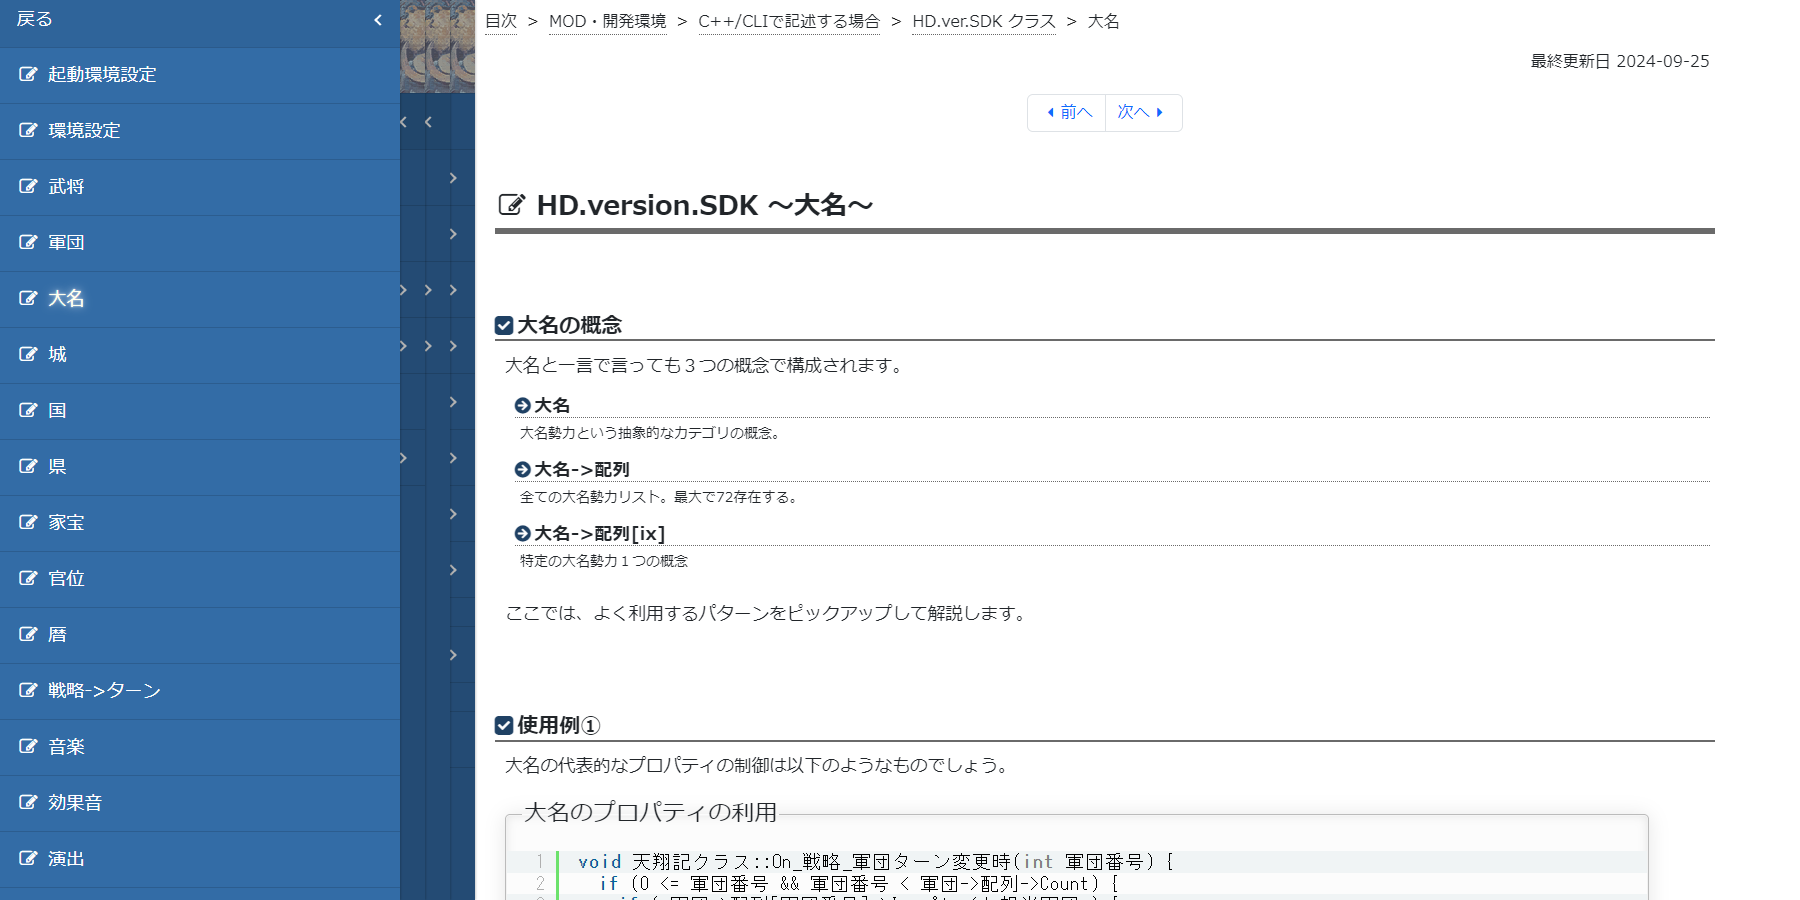 戻る
起動環境設定
環境設定
武将
軍団
大名
城
国
県
家宝
官位
暦
戦略->ターン
音楽
効果音
演出
目次 > MOD・開発環境 > C++/CLIで記述する場合 > HD.ver.SDK クラス > 大名
最終更新日 2024-09-25
前へ 次へ
HD.version.SDK ～大名～
大名の概念
大名と一言で言っても３つの概念で構成されます。
大名
大名勢力という抽象的なカテゴリの概念。
大名->配列
全ての大名勢力リスト。最大で72存在する。
大名->配列[ix]
特定の大名勢力１つの概念
ここでは、よく利用するパターンをピックアップして解説します。
使用例①
大名の代表的なプロパティの制御は以下のようなものでしょう。
大名のプロパティの利用
1 void 天翔記クラス::On_戦略_軍団ターン変更時(int 軍団番号) {
2 if (0 <= 軍団番号 && 軍団番号 < 軍団->配列->Count) {